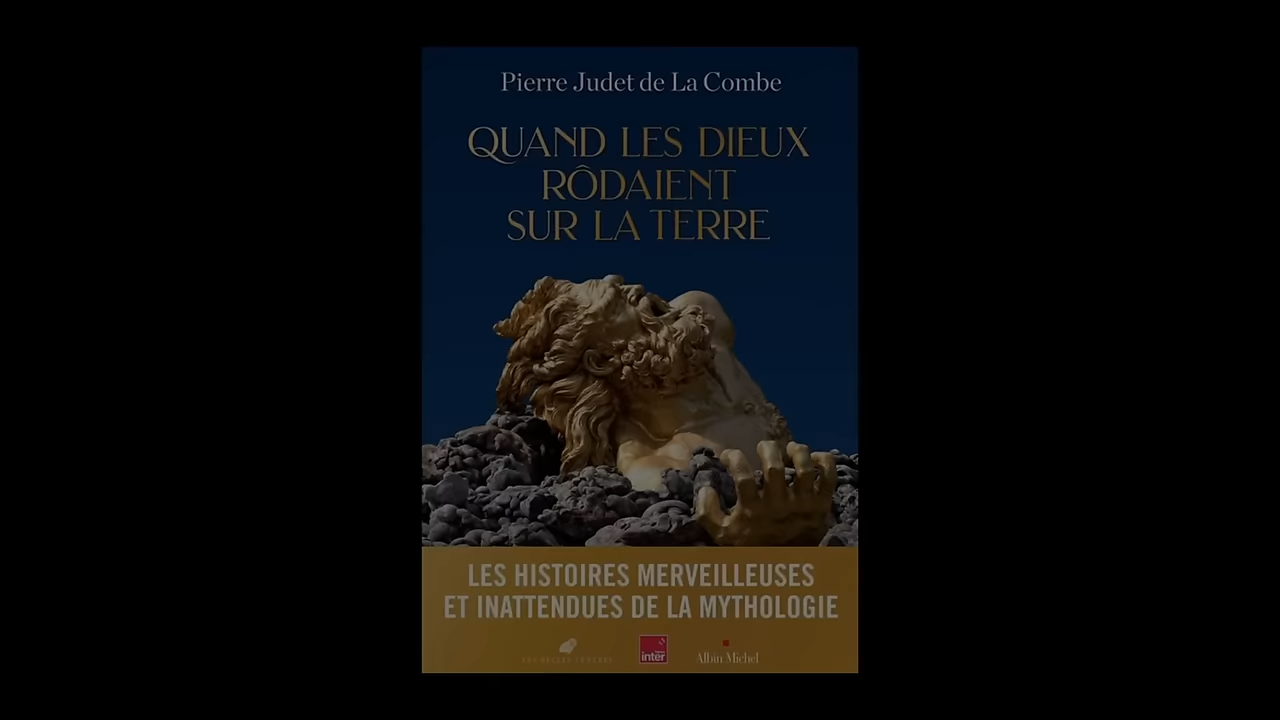 Pierre Judet de La Combe
QUAND LES DIEUX
RÔDAIENT
SUR LA TERRE
LES HISTOIRES MERVEILLEUSES
ET INATTENDUES DE LA MYTHOLOGIE
inter
Albin Michel